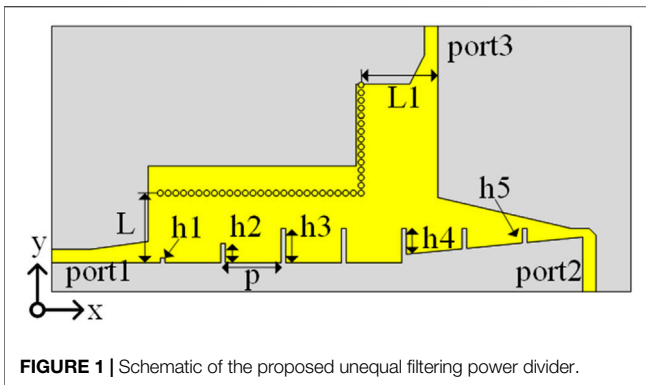 port3
L1
h5
L
h1
h2
h3
h4
y
port1
p
port2
x
FIGURE 1 | Schematic of the proposed unequal filtering power divider.